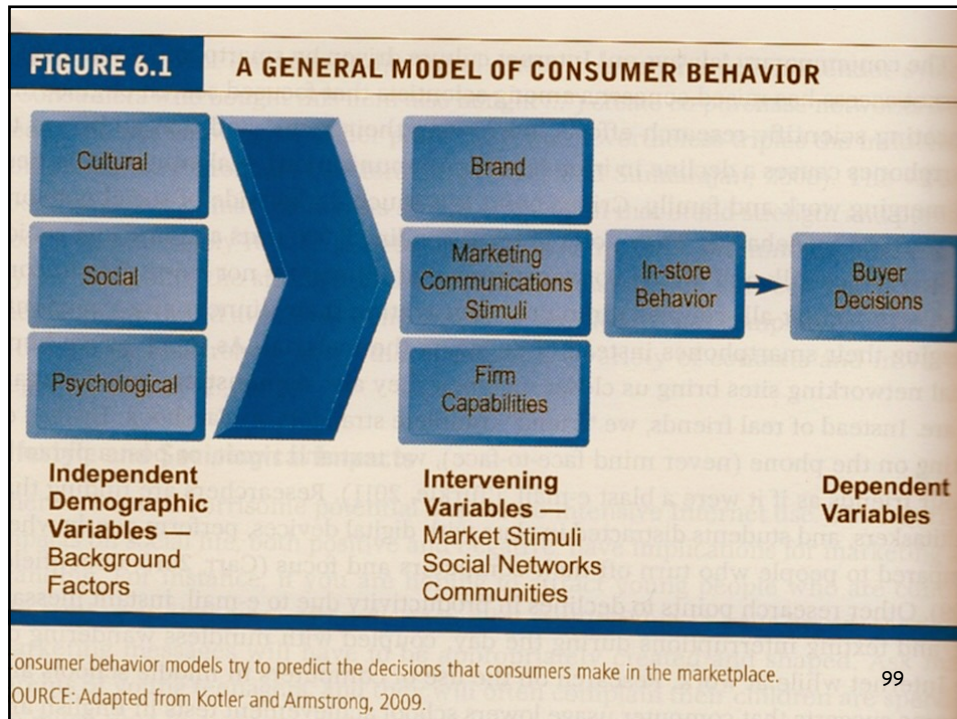 FIGURE 6.1
A GENERAL MODEL OF CONSUMER BEHAVIOR
Cultural
Social
Psychological
Brand
Marketing
Communications
Stimuli
Firm
Capabilities
In-store
Behavior
Buyer
Decisions
Independent
Demographic
Variables—
Background
Factors
Intervening
Variables—
Market Stimuli
Social Networks
Communities
Dependent
Variables
onsumer behavior models try to predict the decisions that consumers make in the marketplace.
OURCE: Adapted from Kotler and Armstrong, 2009.
99